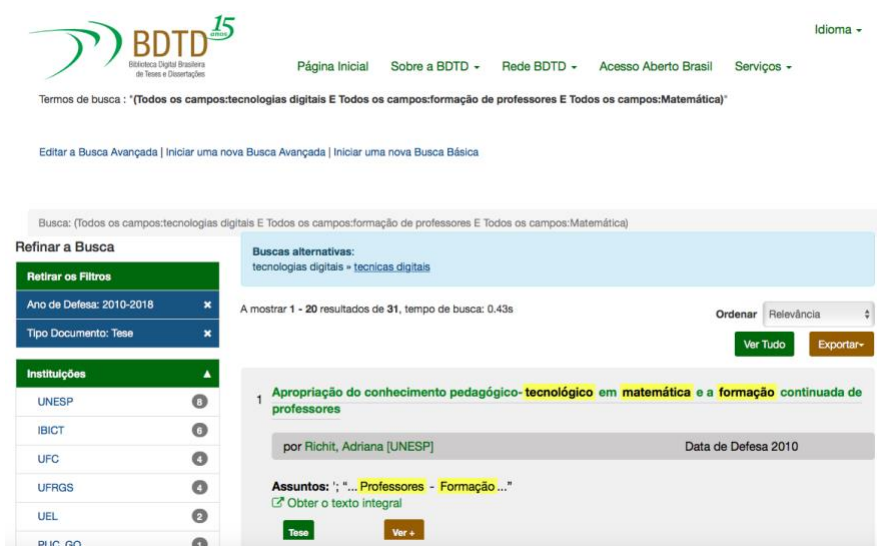 15
anos
BDTD
Biblioteca Digital Brasileira
de Teses e Dissertações
Idioma
Página Inicial Sobre a BDTD Rede BDTD Acesso Aberto Brasil Serviços
Termos de busca : "(Todos os campos:tecnologias digitais E Todos os campos:formação de professores E Todos os campos:Matemática)"
Editar a Busca Avançada | Iniciar uma nova Busca Avançada | Iniciar uma nova Busca Básica
Busca: (Todos os campos:tecnologias digitais E Todos os campos:formação de professores E Todos os campos:Matemática)
Refinar a Busca
Retirar os Filtros
Ano de Defesa: 2010-2018 ×
Tipo Documento: Tese ×
Instituições
UNESP 8
IBICT 6
UFC 4
UFRGS 4
UEL 2
PUC_GO 1
Buscas alternativas:
tecnologias digitais » tecnicas digitais
A mostrar 1 - 20 resultados de 31, tempo de busca: 0.43s
Ordenar Relevância
Ver Tudo Exportar
1 Apropriação do conhecimento pedagógico-tecnológico em matemática e a formação continuada de
professores
por Richit, Adriana [UNESP] Data de Defesa 2010
Assuntos: '; "... Professores - Formação ..."
Obter o texto integral
Tese Ver +